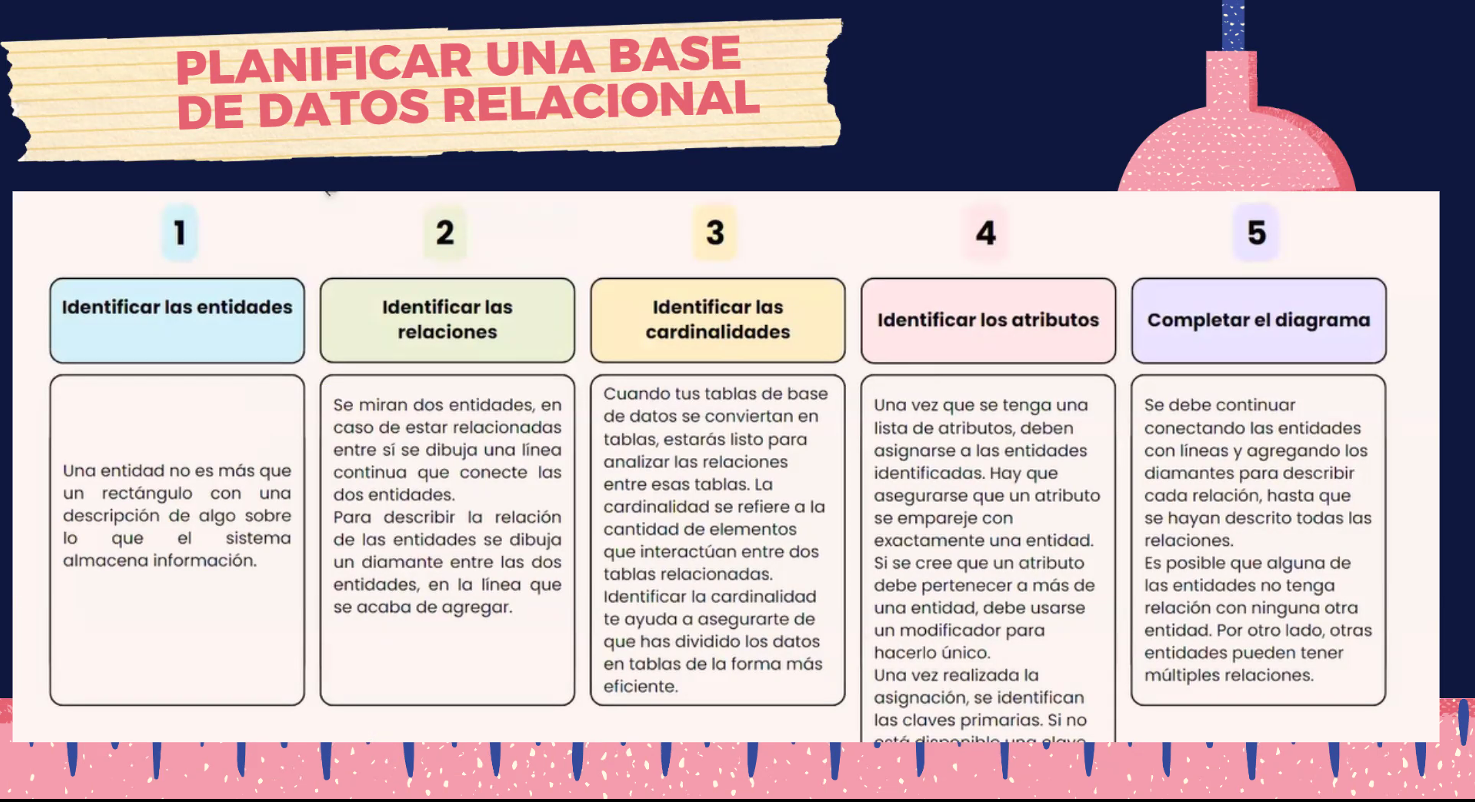 PLANIFICAR UNA BASE
DE DATOS RELACIONAL
1
Identificar las entidades
Una entidad no es más que
un rectángulo con una
descripción de algo sobre
lo que el sistema
almacena información.
2
Identificar las
relaciones
Se miran dos entidades, en
caso de estar relacionadas
entre sí se dibuja una línea
continua que conecte las
dos entidades.
Para describir la relación
de las entidades se dibuja
un diamante entre las dos
entidades, en la línea que
se acaba de agregar.
3
Identificar las
cardinalidades
Cuando tus tablas de base
de datos se conviertan en
tablas, estarás listo para
analizar las relaciones
entre esas tablas. La
cardinalidad se refiere a la
cantidad de elementos
que interactúan entre dos
tablas relacionadas.
Identificar la cardinalidad
te ayuda a asegurarte de
que has dividido los datos
en tablas de la forma más
eficiente.
4
Identificar los atributos
Una vez que se tenga una
lista de atributos, deben
asignarse a las entidades
identificadas. Hay que
asegurarse que un atributo
se empareje con
exactamente una entidad.
Si se cree que un atributo
debe pertenecer a más de
una entidad, debe usarse
un modificador para
hacerlo único.
Una vez realizada la
asignación, se identifican
las claves primarias. Si no
está disponible una clave
5
Completar el diagrama
Se debe continuar
conectando las entidades
con líneas y agregando los
diamantes para describir
cada relación, hasta que
se hayan descrito todas las
relaciones.
Es posible que alguna de
las entidades no tenga
relación con ninguna otra
entidad. Por otro lado, otras
entidades pueden tener
múltiples relaciones.